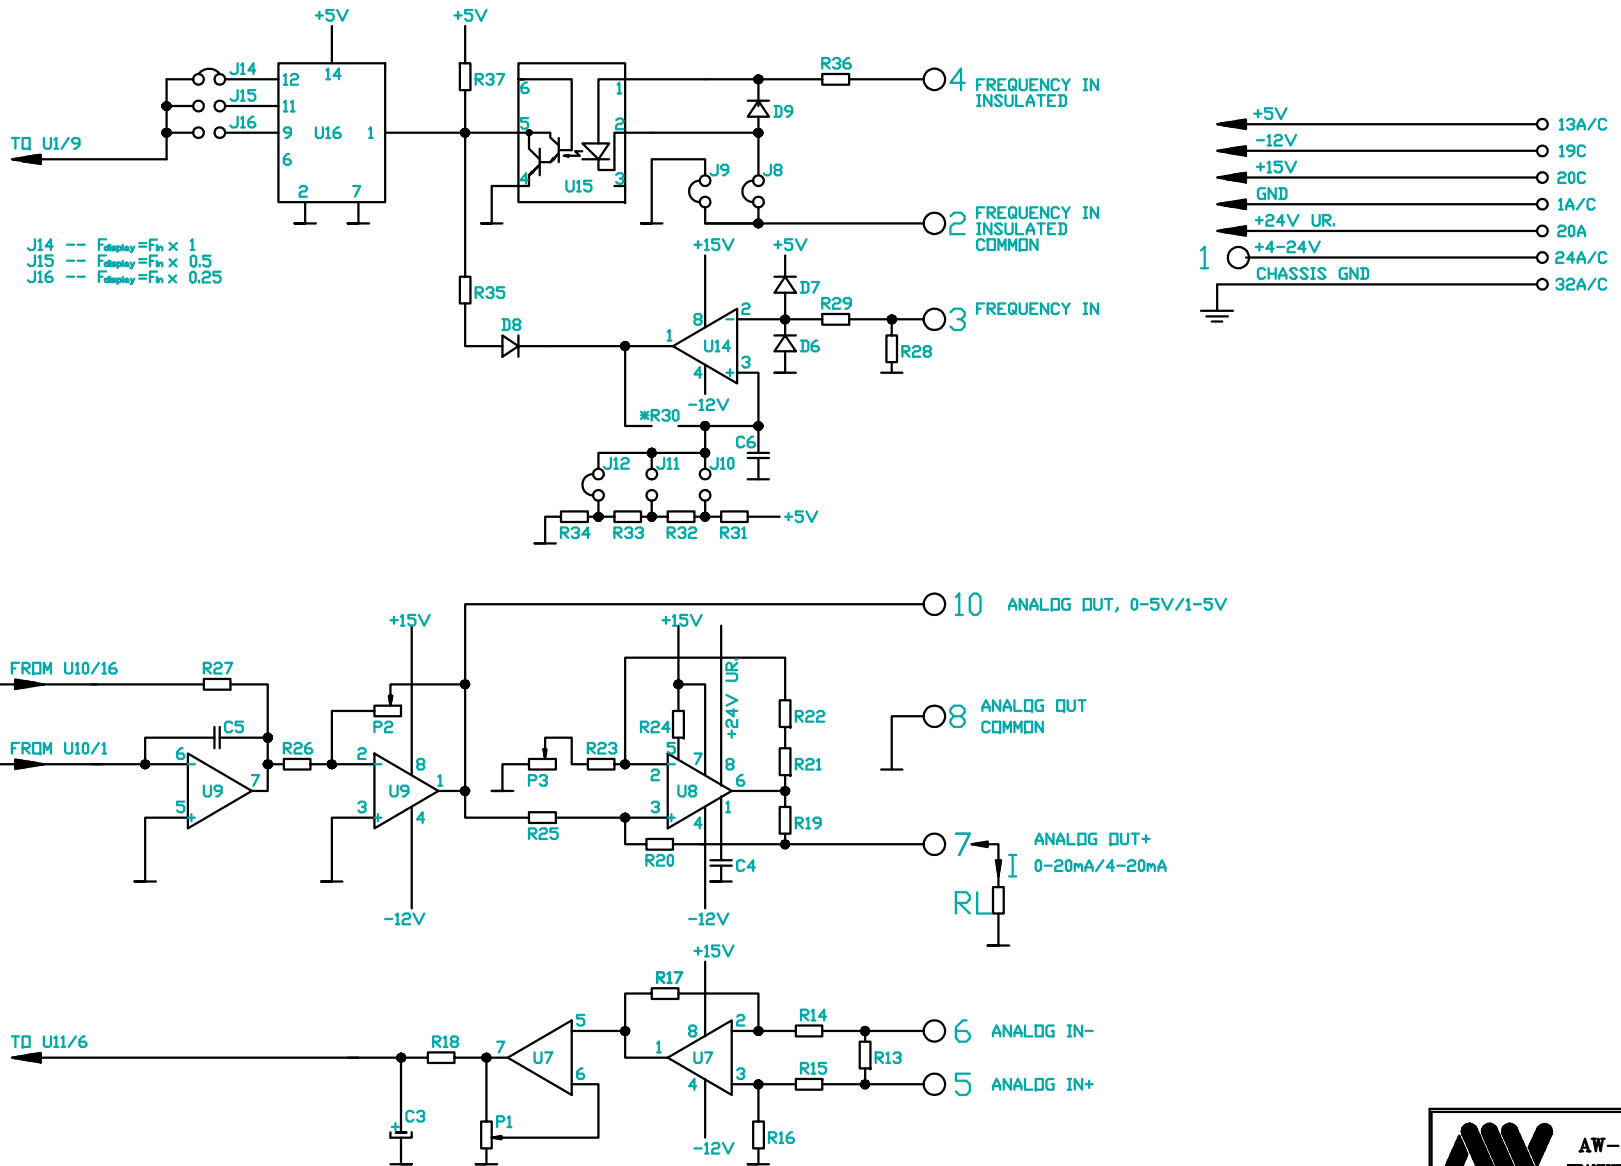 +5V
+5V
J14
J15
J16
12
11
9
6
14
U16
1
2
7
TO U1/9
R37
6
5
4
1
2
3
U15
R36
4 FREQUENCY IN
INSULATED
D9
J9
J8
2 FREQUENCY IN
INSULATED
COMMON
J14 -- Fdisplay=Fin x 1
J15 -- Fdisplay=Fin x 0.5
J16 -- Fdisplay=Fin x 0.25
+5V
-12V
+15V
GND
+24V UR.
1 +4-24V
CHASSIS GND
13A/C
19C
20C
1A/C
20A
24A/C
32A/C
R35
D8
+15V
+5V
D7
R29
3 FREQUENCY IN
R28
D6
8
2
-
1
U14
3
+
4
-12V
*R30
C6
J12
J11
J10
R34
R33
R32
R31
+5V
10 ANALOG OUT, 0-5V/1-5V
FROM U10/16
R27
C5
FROM U10/1
6
-
U9
7
5
+
R26
+15V
P2
2
-
8
U9
1
3
+
4
-12V
P3
R23
R25
R20
+15V
R24
+24V UR.
5
7
8
2
-
U8
6
3
+
1
4
C4
-12V
R22
R21
R19
8 ANALOG OUT
COMMON
7 ANALOG OUT+
0-20mA/4-20mA
I
RL
TO U11/6
R18
C3
+
P1
7
U7
5
6
R17
+15V
8
2
1
U7
3
4
-12V
R14
R15
R13
R16
6 ANALOG IN-
5 ANALOG IN+
AW-